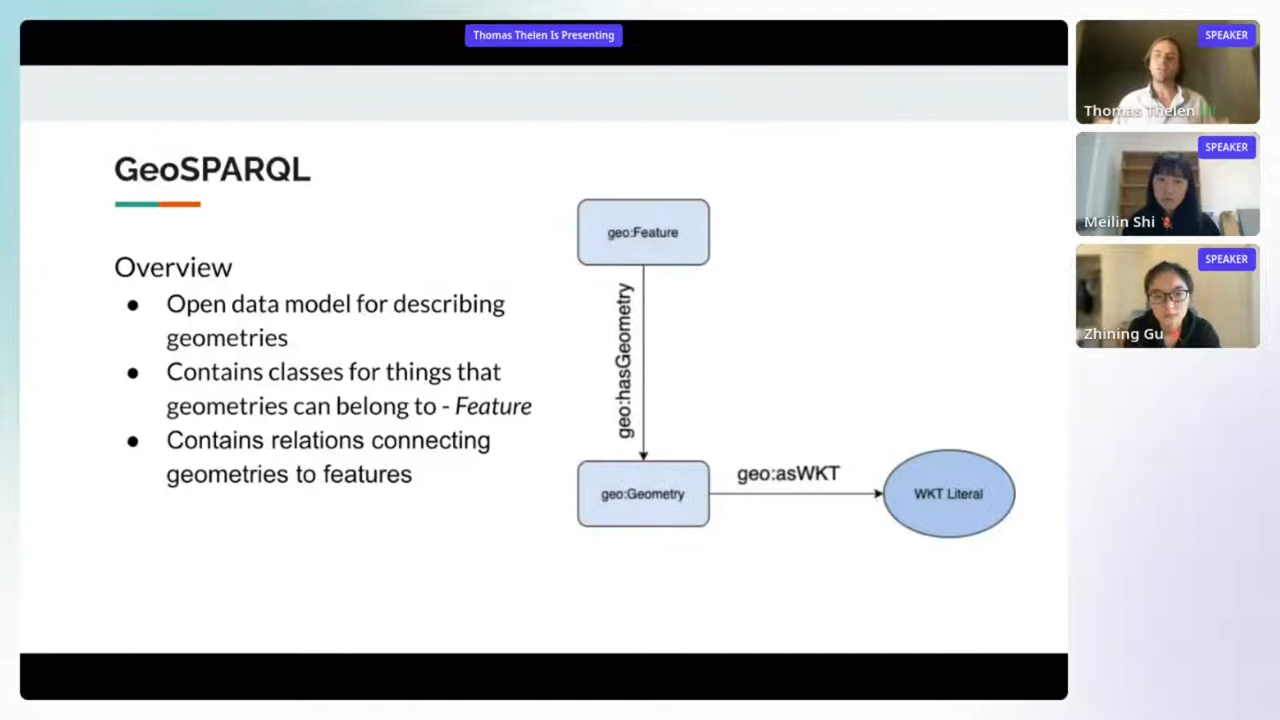 Thomas Thelen Is Presenting
GeoSPARQL
Overview
● Open data model for describing
geometries
● Contains classes for things that
geometries can belong to - Feature
● Contains relations connecting
geometries to features
geo:Feature
geo:hasGeometry
geo:Geometry
geo:asWKT
WKT Literal
SPEAKER
Thomas Thelen
SPEAKER
Meilin Shi
SPEAKER
Zhining Gu